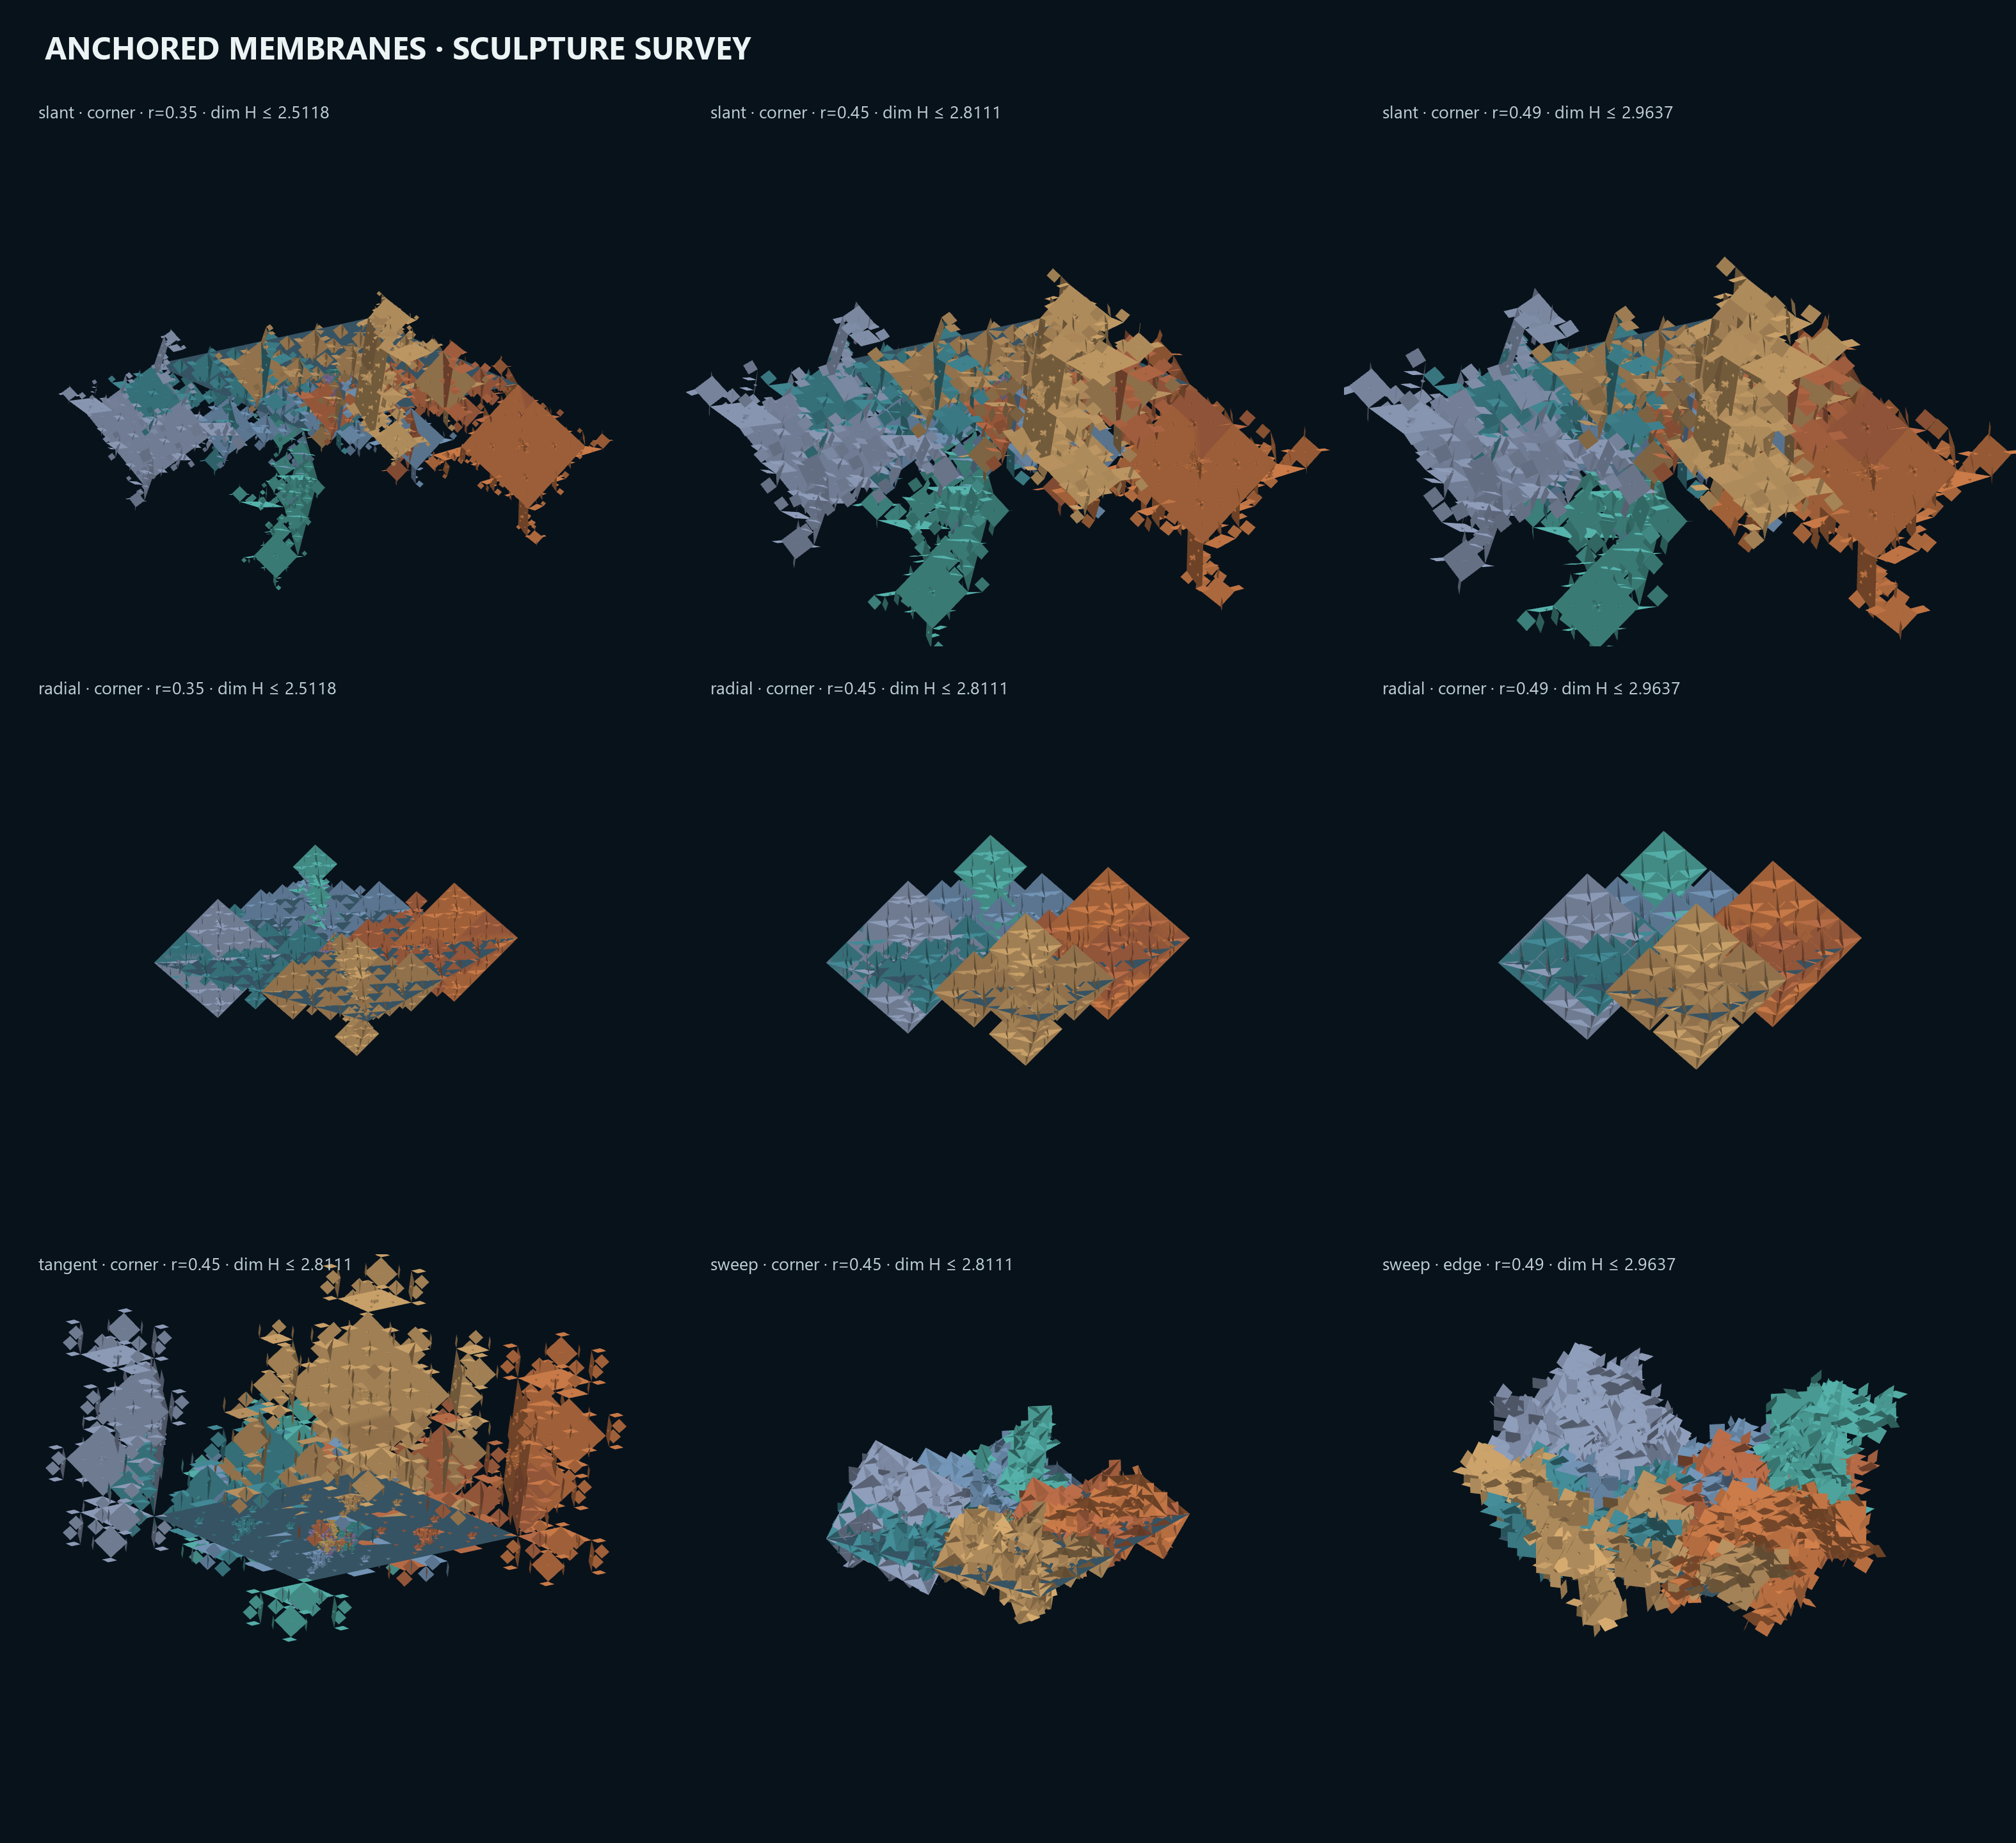 ANCHORED MEMBRANES · SCULPTURE SURVEY
slant · corner · r=0.35 · dim H ≤ 2.5118
slant · corner · r=0.45 · dim H ≤ 2.8111
slant · corner · r=0.49 · dim H ≤ 2.9637
radial · corner · r=0.35 · dim H ≤ 2.5118
radial · corner · r=0.45 · dim H ≤ 2.8111
radial · corner · r=0.49 · dim H ≤ 2.9637
tangent · corner · r=0.45 · dim H ≤ 2.8111
sweep · corner · r=0.45 · dim H ≤ 2.8111
sweep · edge · r=0.49 · dim H ≤ 2.9637